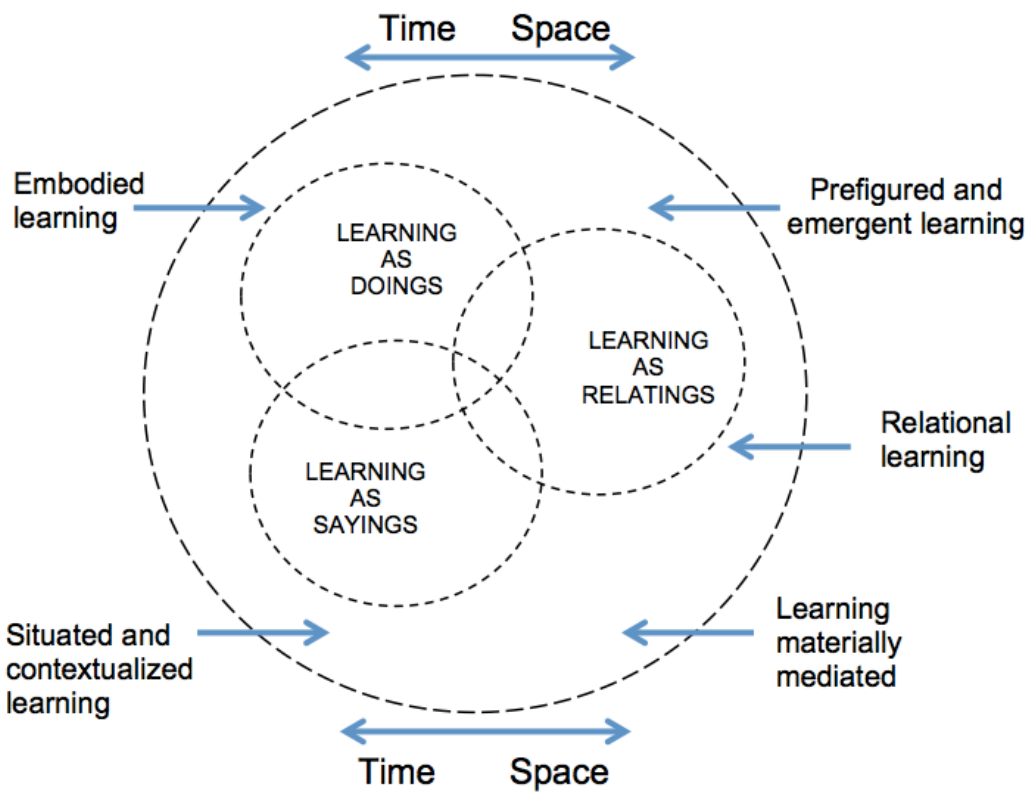 Time Space
Embodied
learning
Prefigured and
emergent learning
LEARNING
AS
DOINGS
LEARNING
AS
RELATINGS
Relational
learning
LEARNING
AS
SAYINGS
Situated and
contextualized
learning
Learning
materially
mediated
Time Space